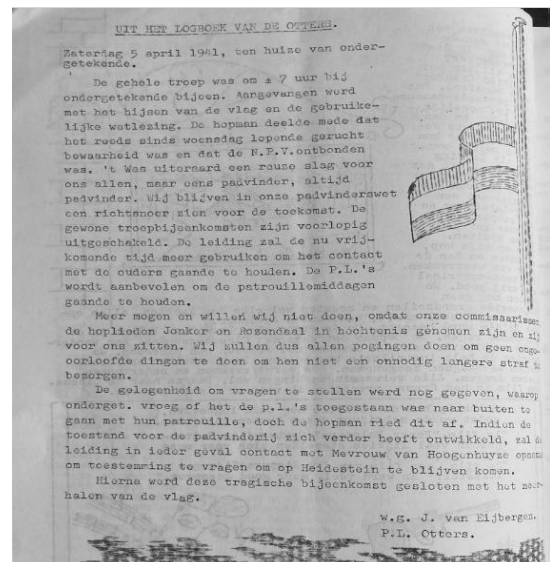 UIT HET LOGBOEK VAN DE OTTERS.
Zaterdag 5 april 1941, ten huize van onder-
getekende.
De gehele troep was om ± 7 uur bij
ondergetekende bijeen. Aangevangen werd
met het hijsen van de vlag en de gebruike-
lijke wetlezing. De hopman deelde mede dat
het reeds sinds woensdag lopende gerucht
bewaarheid was en dat de N.P.V.ontbonden
was. 't Was uiteraard een reuze slag voor
ons allen, maar eens padvinder, altijd
padvinder. Wij blijven in onze padvinderswet
een richtsnoer zien voor de toekomst. De
gewone troepbijeenkomsten zijn voorlopig
uitgeschakeld. De leiding zal de nu vrij-
komende tijd meer gebruiken om het contact
met de ouders gaande te houden. De P.L.'s
wordt aanbevolen om de patrouillemiddagen
gaande te houden.
Meer mogen en willen wij niet doen, omdat onze commissarissen
de hoplieden Jonker en Rozendaal in hechtenis genomen zijn en zij
voor ons zitten. Wij zullen dus allen pogingen doen om geen onge-
oorloofde dingen te doen om hen niet een onnodig langere straf te
bezorgen.
De gelegenheid om vragen te stellen werd nog gegeven, waarop
onderget. vroeg of het de p.l.'s toegestaan was naar buiten te
gaan met hun patrouille, doch de hopman ried dit af. Indien de
toestand voor de padvinderij zich verder heeft ontwikkeld, zal de
leiding in ieder geval contact met Mevrouw van Hoogenhuyze
om toestemring te vragen om op Heidestein te blijven komen.
Hierna werd deze tragische bijeenkomst gesloten met het neer-
halen van de vlag.
w.g. J. van Eijbergen.
P.L. Otters.